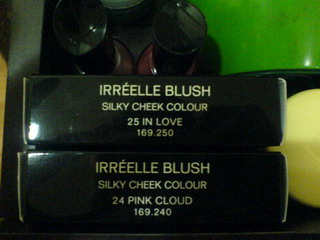 IRRÉELLE BLUSH
SILKY CHEEK COLOUR
25 IN LOVE
169.250
IRRÉELLE BLUSH
SILKY CHEEK COLOUR
24 PINK CLOUD
169.240